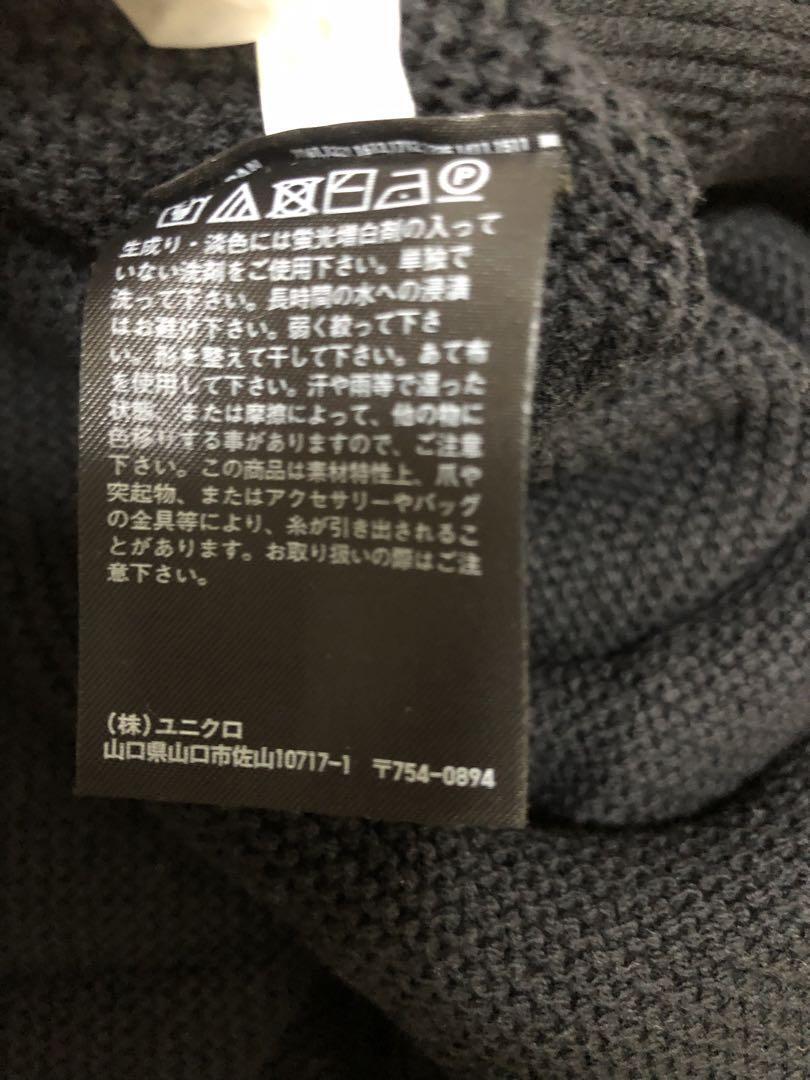 P
生成り・淡色には蛍光増白剤の入って
いない洗剤をご使用下さい。単独で
洗って下さい。長時間の水への浸漬
はお避け下さい。弱く絞って下さ
い。形を整えて干して下さい。あて布
を使用して下さい。汗や雨等で湿った
状態、または摩擦によって、他の物に
色移りする事がありますので、ご注意
下さい。この商品は素材特性上、爪や
突起物、またはアクセサリーやバッグ
の金具等により、糸が引き出されるこ
とがあります。お取り扱いの際はご注
意下さい。
(株)ユニクロ
山口県山口市佐山10717-1 〒754-0894